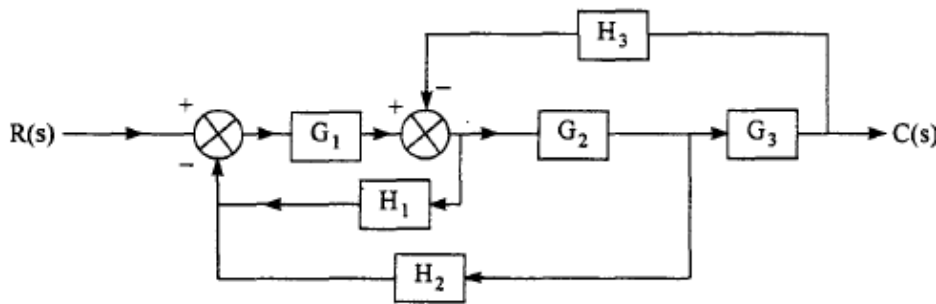 H₃
+ − +
R(s) G₁ G₂ G₃ C(s)
−
H₁
H₂